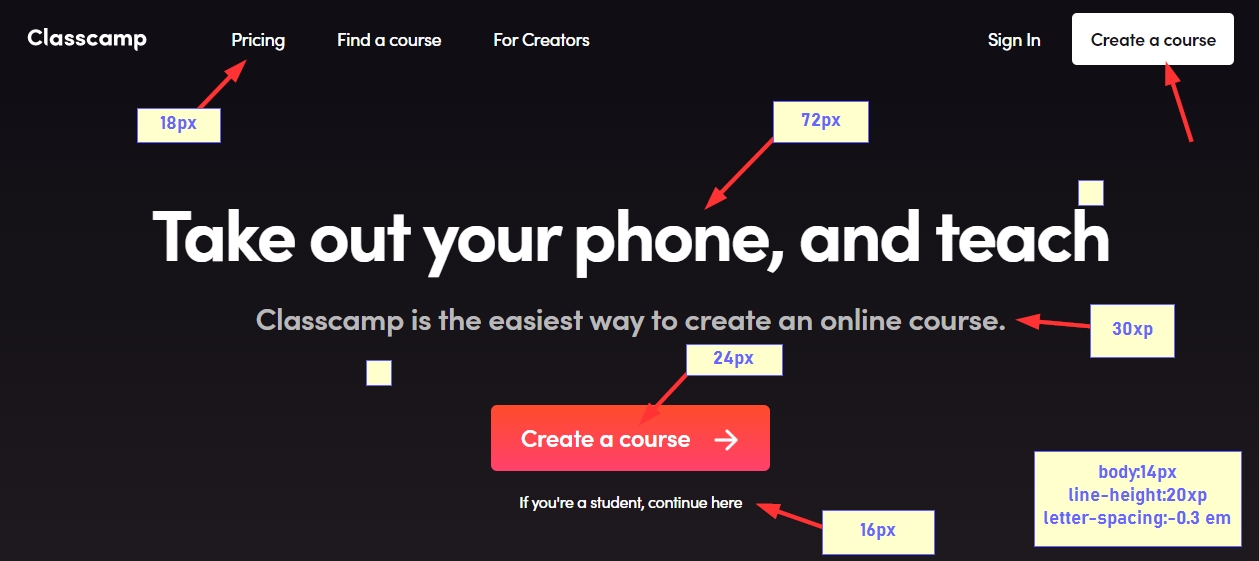 Classcamp
Pricing
Find a course
For Creators
Sign In
Create a course
18px
72px
Take out your phone, and teach
Classcamp is the easiest way to create an online course.
30xp
24px
Create a course
If you're a student, continue here
16px
body:14px
line-height:20xp
letter-spacing:-0.3 em